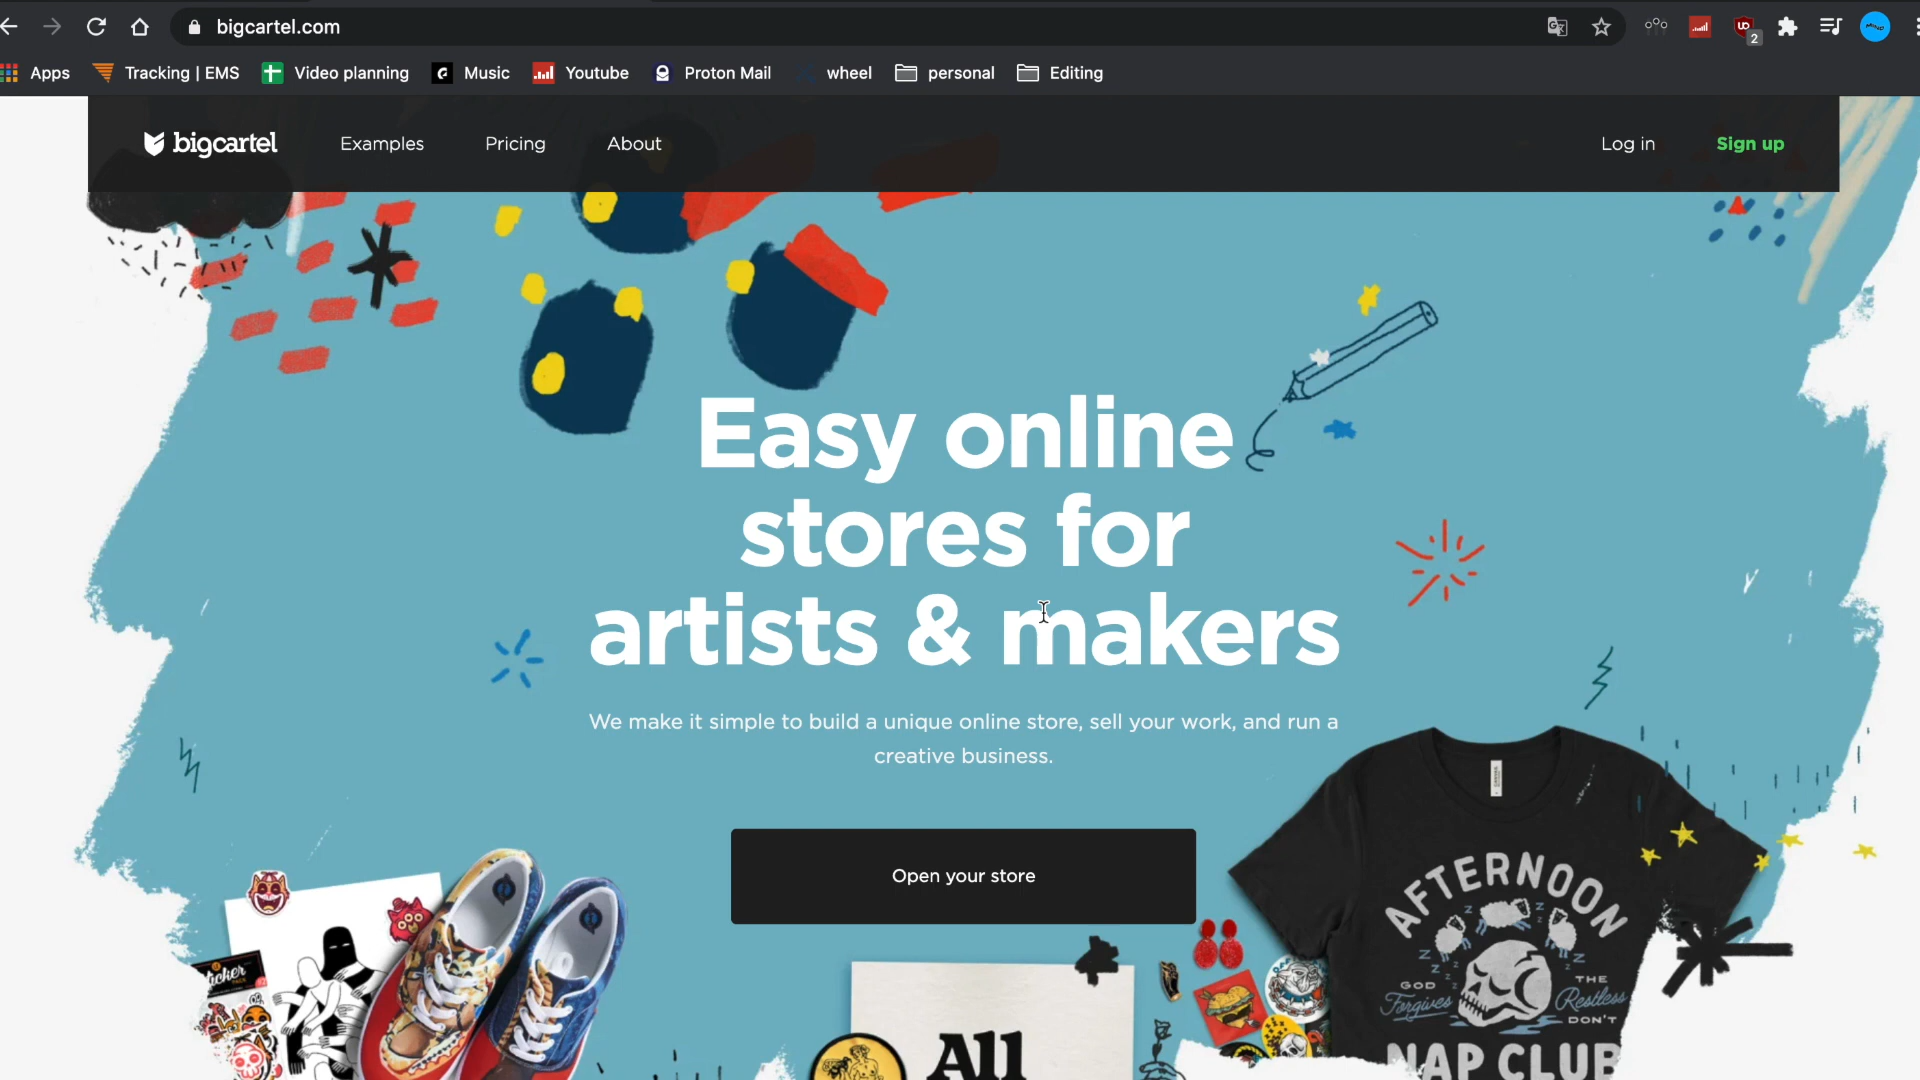 bigcartel.com
2
Apps
Tracking | EMS
Video planning
Music
Youtube
Proton Mail
wheel
personal
Editing
bigcartel
Examples
Pricing
About
Log in
Sign up
Easy online
stores for
artists & makers
We make it simple to build a unique online store, sell your work, and run a
creative business.
Open your store
AFTERNOON
GOD
Forgives
THE
Restless
DON'T
NAP CLUB
All